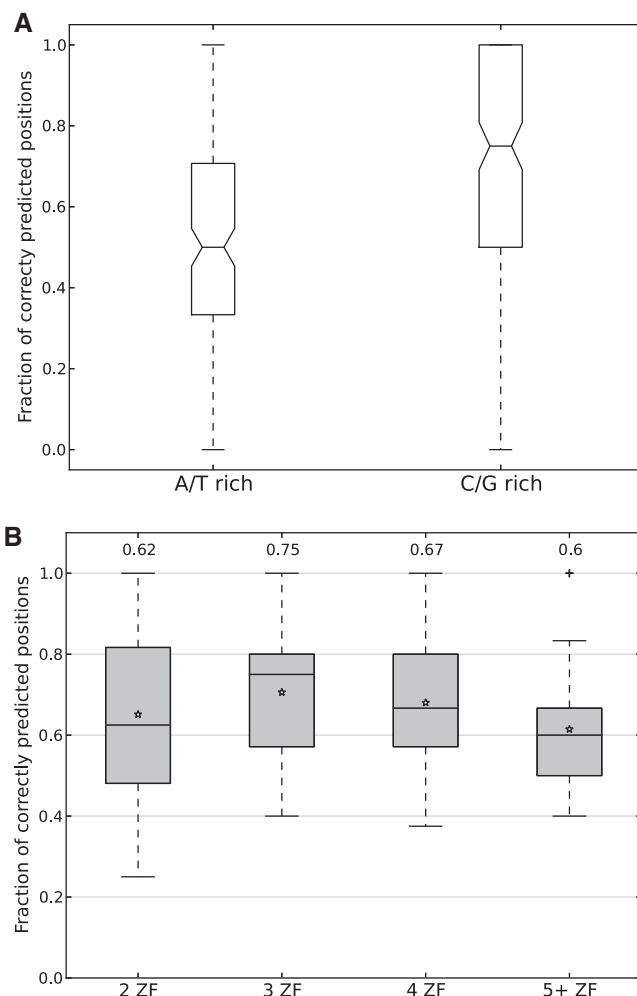 A
Fraction of correcty predicted positions
1.0
0.8
0.6
0.4
0.2
0.0
A/T rich C/G rich
B
0.62 0.75 0.67 0.6
Fraction of correctly predicted positions
1.0
0.8
0.6
0.4
0.2
0.0
2 ZF 3 ZF 4 ZF 5+ ZF